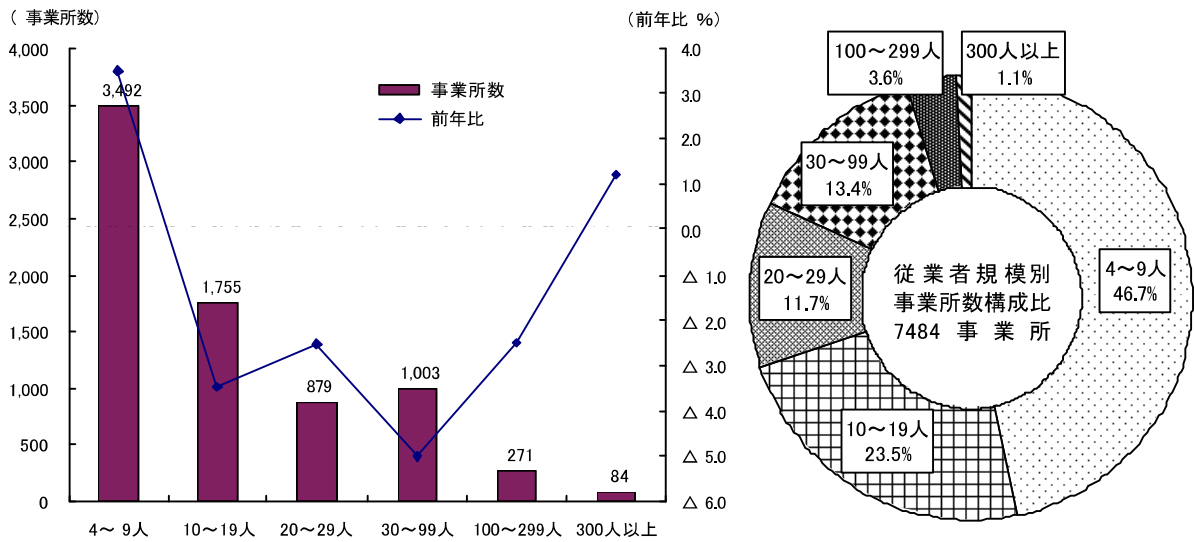 ( 事業所数)
(前年比 %)
4,000
3,500
3,000
2,500
2,000
1,500
1,000
500
0
3,492
1,755
879
1,003
271
84
事業所数
前年比
4.0
3.0
2.0
1.0
0.0
△ 1.0
△ 2.0
△ 3.0
△ 4.0
△ 5.0
△ 6.0
4～ 9人
10～19人
20～29人
30～99人
100～299人
300人以上
100～299人
3.6%
300人以上
1.1%
30～99人
13.4%
20～29人
11.7%
10～19人
23.5%
4～9人
46.7%
従業者規模別
事業所数構成比
7484 事 業 所